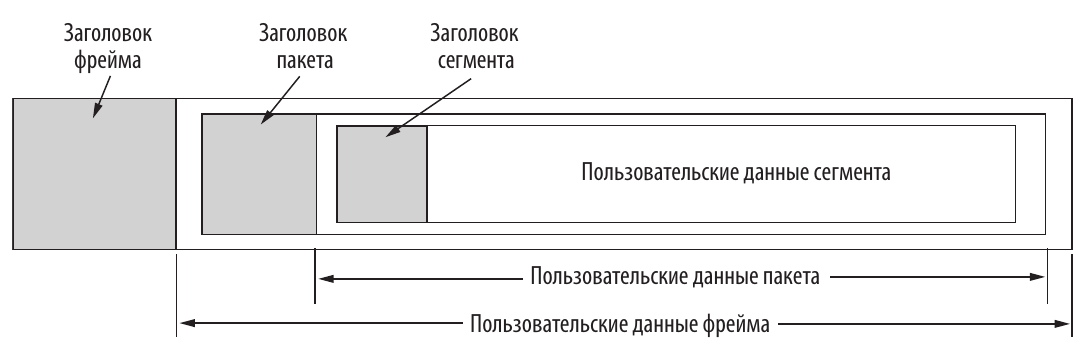 Заголовок
фрейма
Заголовок
пакета
Заголовок
сегмента
Пользовательские данные сегмента
Пользовательские данные пакета
Пользовательские данные фрейма